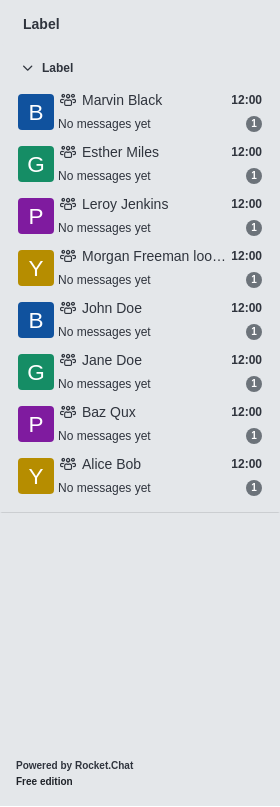 Label
Label
B Marvin Black 12:00
No messages yet 1
G Esther Miles 12:00
No messages yet 1
P Leroy Jenkins 12:00
No messages yet 1
Y Morgan Freeman loo… 12:00
No messages yet 1
B John Doe 12:00
No messages yet 1
G Jane Doe 12:00
No messages yet 1
P Baz Qux 12:00
No messages yet 1
Y Alice Bob 12:00
No messages yet 1
Powered by Rocket.Chat
Free edition